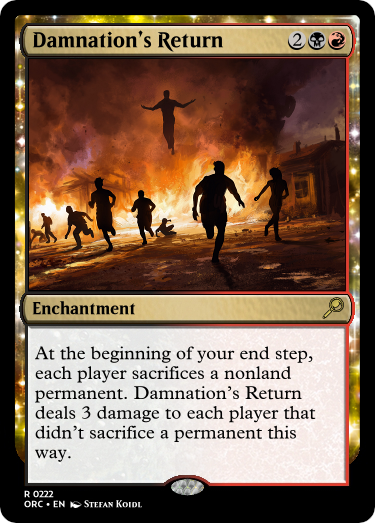 Damnation's Return 2
Enchantment
At the beginning of your end step,
each player sacrifices a nonland
permanent. Damnation's Return
deals 3 damage to each player that
didn't sacrifice a permanent this
way.
R 0222
ORC • EN Stefan Koidl